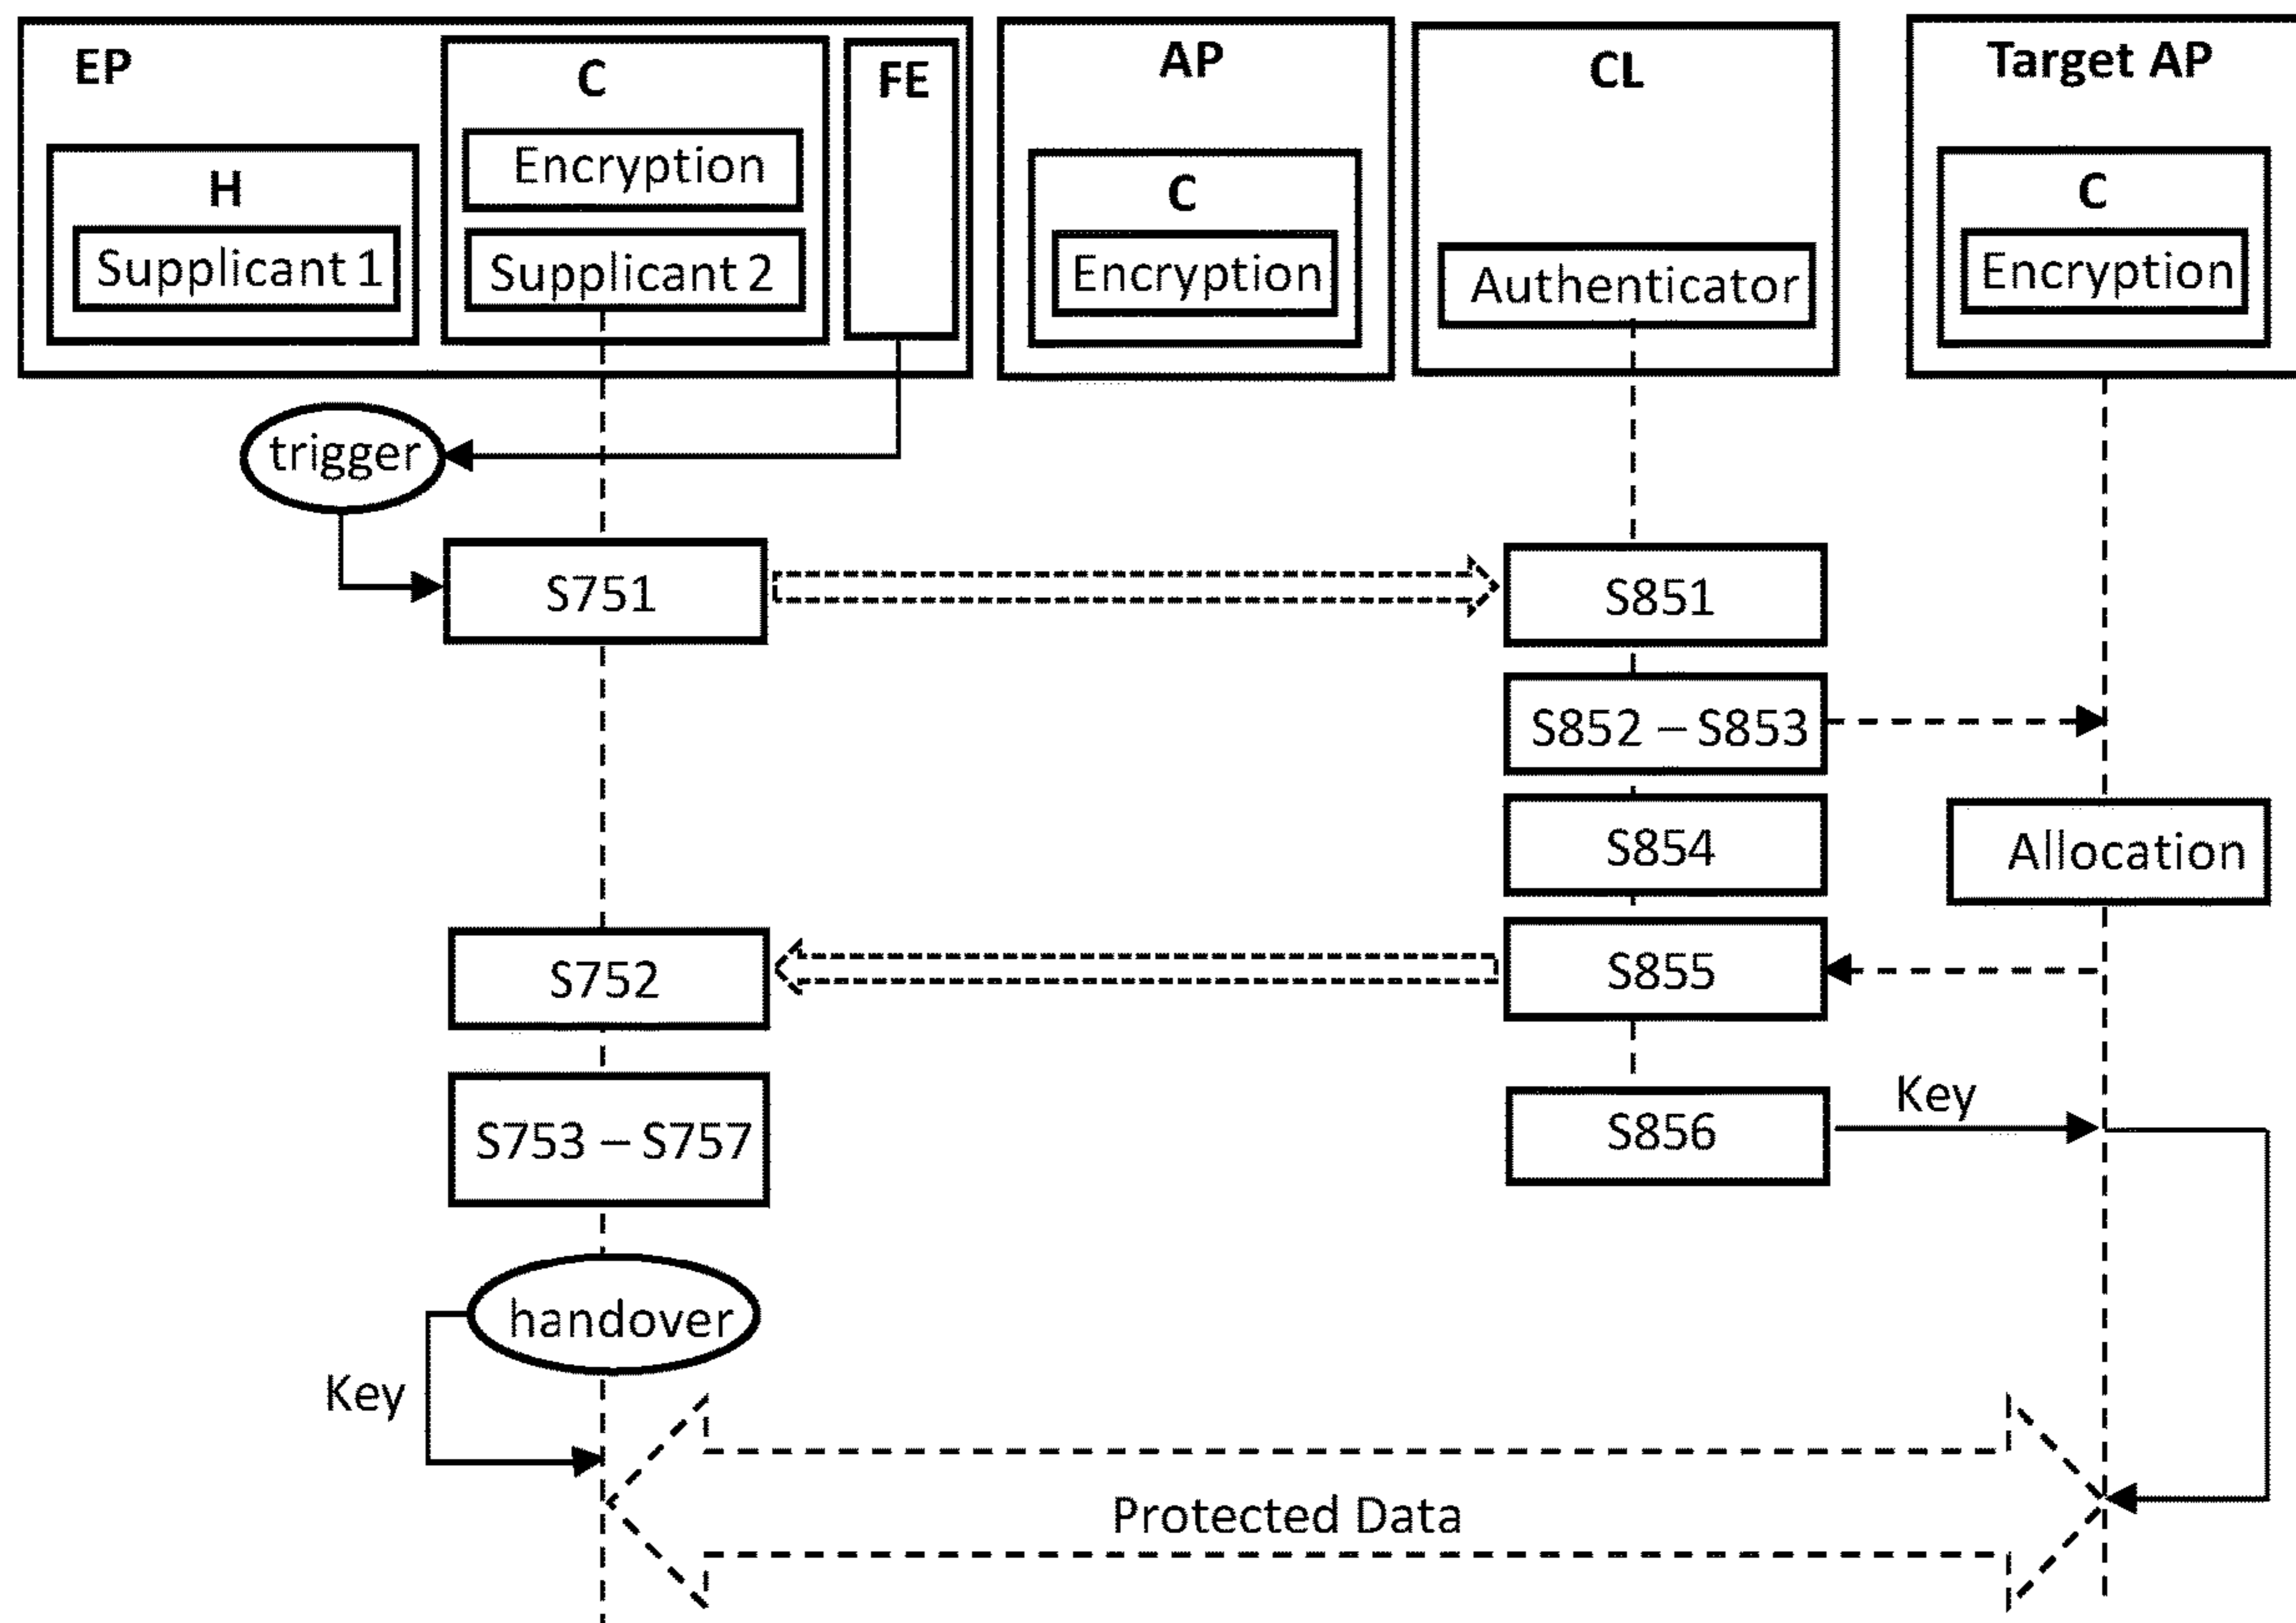 EP
C
FE
AP
CL
Target AP
H
Encryption
C
C
Supplicant 1
Supplicant 2
Encryption
Authenticator
Encryption
trigger
S751
S851
S852 – S853
S854
Allocation
S752
S855
S753 – S757
S856
Key
handover
Key
Protected Data